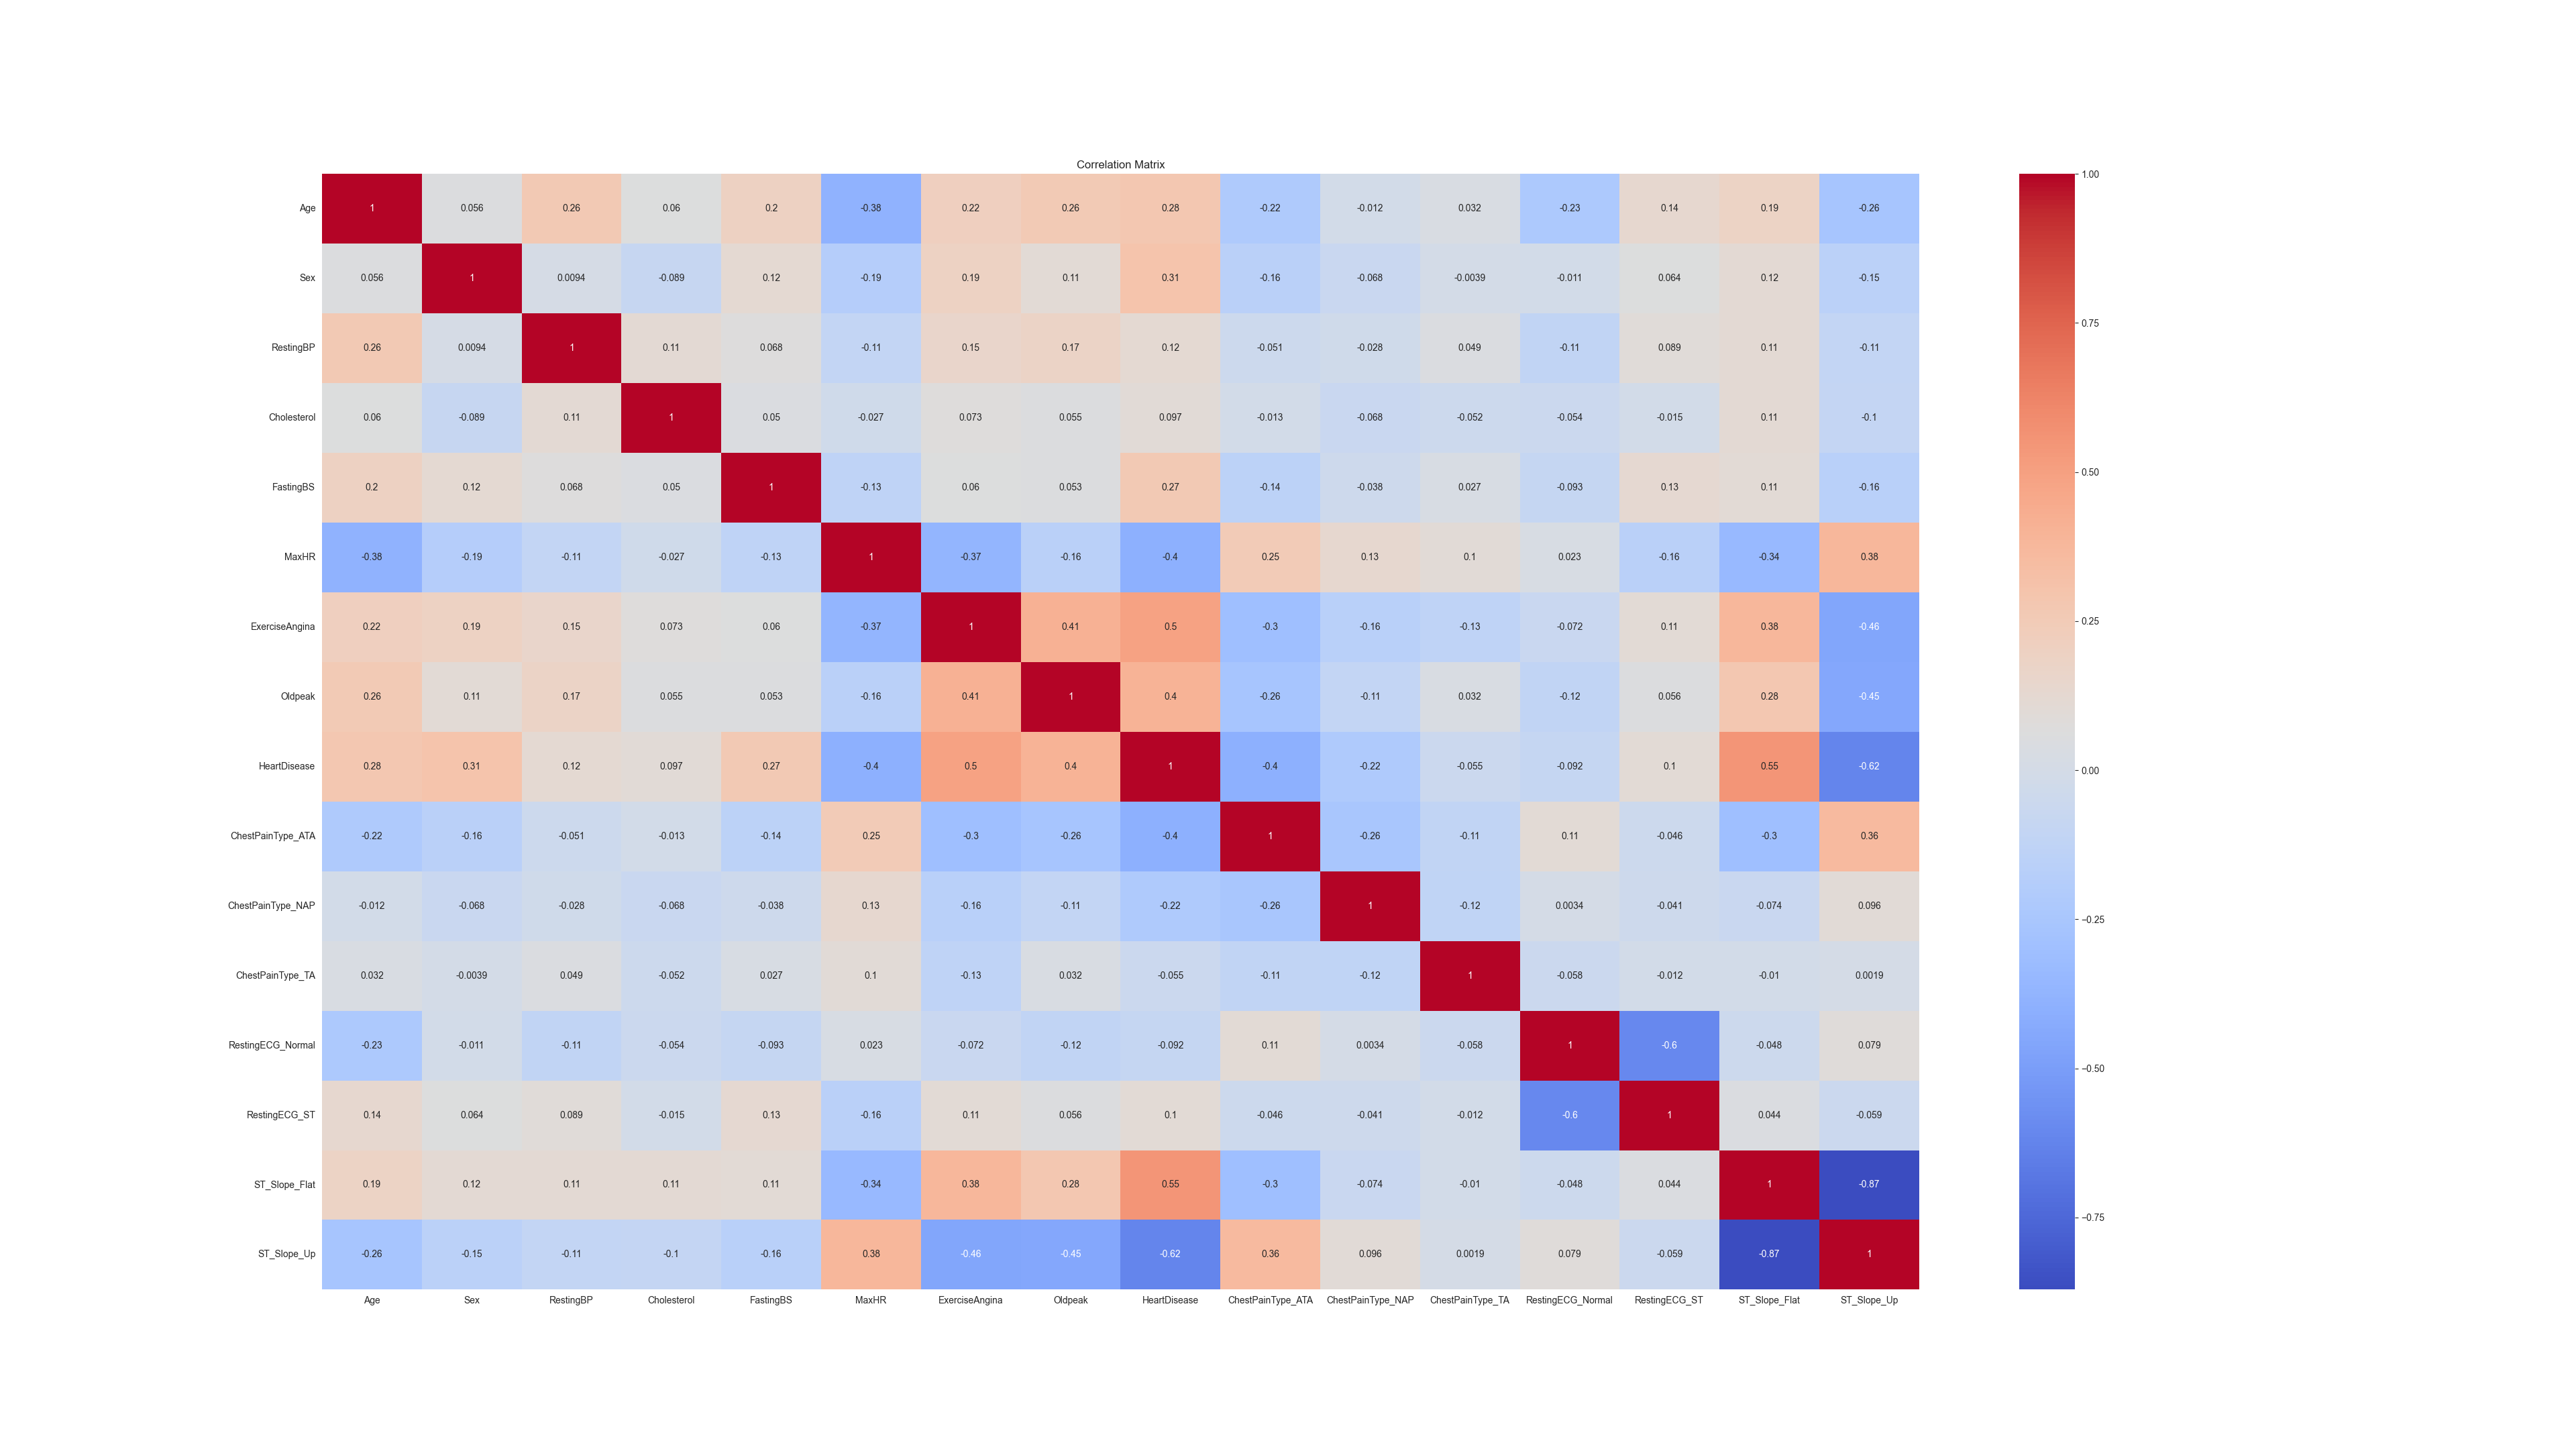 Correlation Matrix
Age 1 0.056 0.26 0.06 0.2 -0.38 0.22 0.26 0.28 -0.22 -0.012 0.032 -0.23 0.14 0.19 -0.26
Sex 0.056 1 0.0094 -0.089 0.12 -0.19 0.19 0.11 0.31 -0.16 -0.068 -0.0039 -0.011 0.064 0.12 -0.15
RestingBP 0.26 0.0094 1 0.11 0.068 -0.11 0.15 0.17 0.12 -0.051 -0.028 0.049 -0.11 0.089 0.11 -0.11
Cholesterol 0.06 -0.089 0.11 1 0.05 -0.027 0.073 0.055 0.097 -0.013 -0.068 -0.052 -0.054 -0.015 0.11 -0.1
FastingBS 0.2 0.12 0.068 0.05 1 -0.13 0.06 0.053 0.27 -0.14 -0.038 0.027 -0.093 0.13 0.11 -0.16
MaxHR -0.38 -0.19 -0.11 -0.027 -0.13 1 -0.37 -0.16 -0.4 0.25 0.13 0.1 0.023 -0.16 -0.34 0.38
ExerciseAngina 0.22 0.19 0.15 0.073 0.06 -0.37 1 0.41 0.5 -0.3 -0.16 -0.13 -0.072 0.11 0.38 -0.46
Oldpeak 0.26 0.11 0.17 0.055 0.053 -0.16 0.41 1 0.4 -0.26 -0.11 0.032 -0.12 0.056 0.28 -0.45
HeartDisease 0.28 0.31 0.12 0.097 0.27 -0.4 0.5 0.4 1 -0.4 -0.22 -0.055 -0.092 0.1 0.55 -0.62
ChestPainType_ATA -0.22 -0.16 -0.051 -0.013 -0.14 0.25 -0.3 -0.26 -0.4 1 -0.26 -0.11 0.11 -0.046 -0.3 0.36
ChestPainType_NAP -0.012 -0.068 -0.028 -0.068 -0.038 0.13 -0.16 -0.11 -0.22 -0.26 1 -0.12 0.0034 -0.041 -0.074 0.096
ChestPainType_TA 0.032 -0.0039 0.049 -0.052 0.027 0.1 -0.13 0.032 -0.055 -0.11 -0.12 1 -0.058 -0.012 -0.01 0.0019
RestingECG_Normal -0.23 -0.011 -0.11 -0.054 -0.093 0.023 -0.072 -0.12 -0.092 0.11 0.0034 -0.058 1 -0.6 -0.048 0.079
RestingECG_ST 0.14 0.064 0.089 -0.015 0.13 -0.16 0.11 0.056 0.1 -0.046 -0.041 -0.012 -0.6 1 0.044 -0.059
ST_Slope_Flat 0.19 0.12 0.11 0.11 0.11 -0.34 0.38 0.28 0.55 -0.3 -0.074 -0.01 -0.048 0.044 1 -0.87
ST_Slope_Up -0.26 -0.15 -0.11 -0.1 -0.16 0.38 -0.46 -0.45 -0.62 0.36 0.096 0.0019 0.079 -0.059 -0.87 1
Age Sex RestingBP Cholesterol FastingBS MaxHR ExerciseAngina Oldpeak HeartDisease ChestPainType_ATA ChestPainType_NAP ChestPainType_TA RestingECG_Normal RestingECG_ST ST_Slope_Flat ST_Slope_Up
1.00
0.75
0.50
0.25
0.00
−0.25
−0.50
−0.75